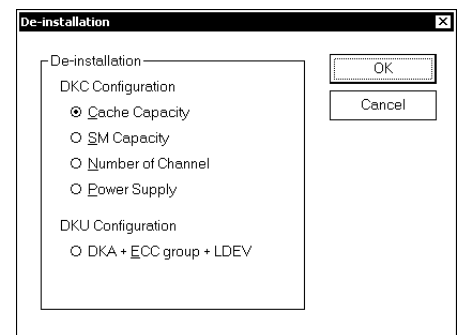 De-installation
De-installation
OK
DKC Configuration
Cache Capacity
Cancel
SM Capacity
Number of Channel
Power Supply
DKU Configuration
DKA + ECC group + LDEV